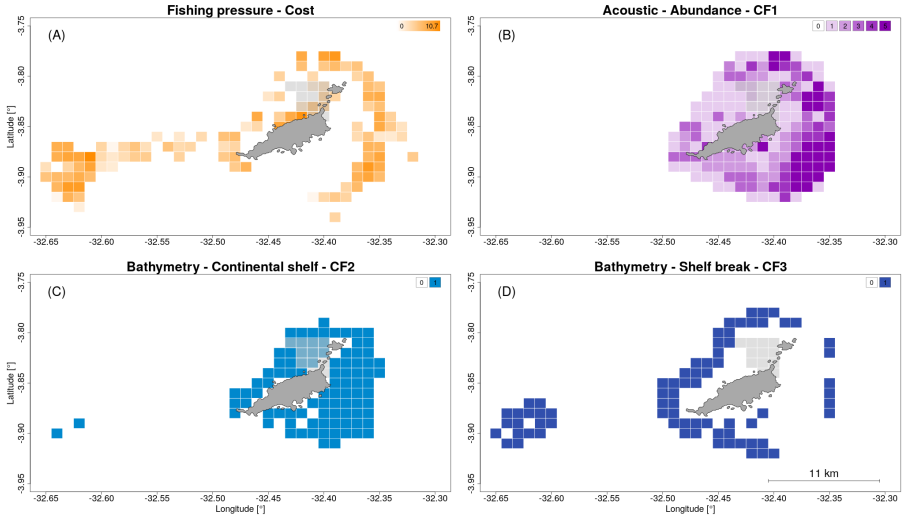 Fishing pressure - Cost
(A)
0 10.7
-3.75
-3.80
-3.85
-3.90
-3.95
Latitude [°]
-32.65 -32.60 -32.55 -32.50 -32.45 -32.40 -32.35 -32.30
Acoustic - Abundance - CF1
(B)
0 1 2 3 4
-3.75
-3.80
-3.85
-3.90
-3.95
-32.65 -32.60 -32.55 -32.50 -32.45 -32.40 -32.35 -32.30
Bathymetry - Continental shelf - CF2
(C)
0 1
-3.75
-3.80
-3.85
-3.90
-3.95
Latitude [°]
-32.65 -32.60 -32.55 -32.50 -32.45 -32.40 -32.35 -32.30
Longitude [°]
Bathymetry - Shelf break - CF3
(D)
0 1
-3.75
-3.80
-3.85
-3.90
-3.95
11 km
-32.65 -32.60 -32.55 -32.50 -32.45 -32.40 -32.35 -32.30
Longitude [°]